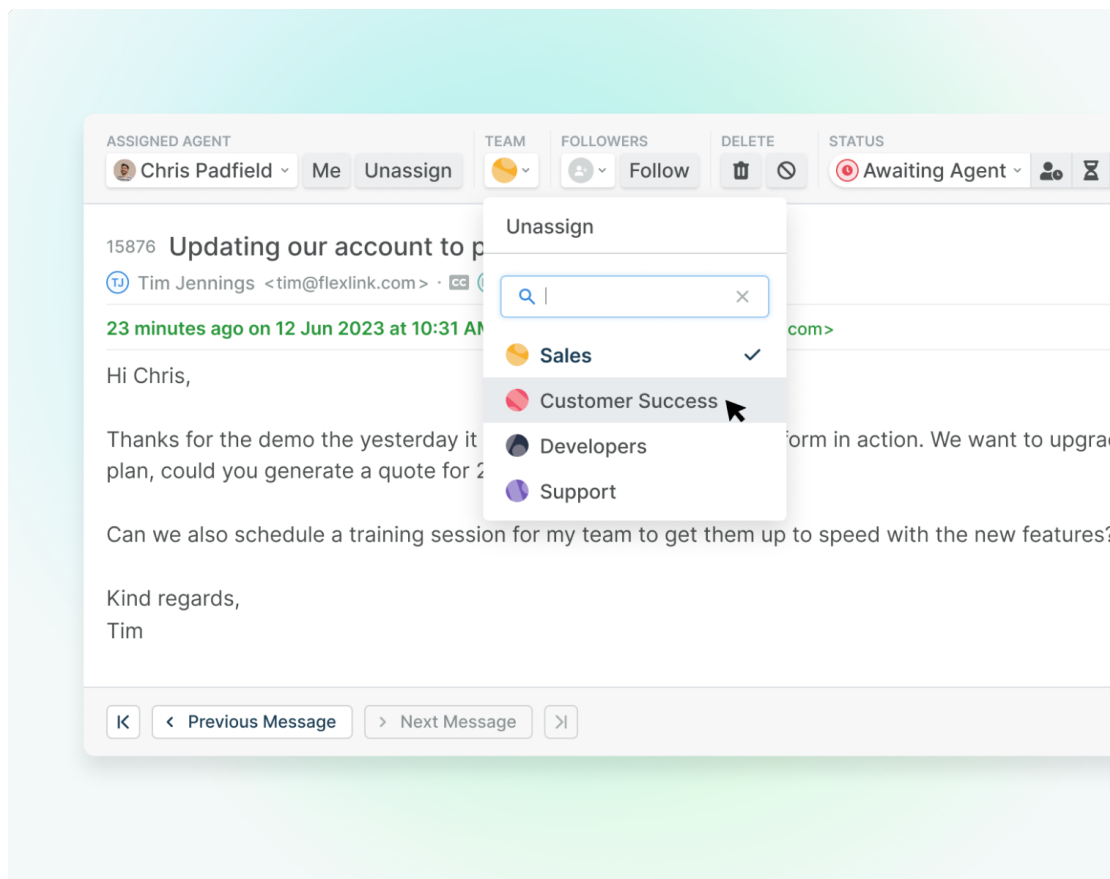 ASSIGNED AGENT TEAM FOLLOWERS DELETE STATUS
Chris Padfield Me Unassign Follow Awaiting Agent
Unassign
15876 Updating our account to
TJ Tim Jennings <tim@flexlink.com> · CC
23 minutes ago on 12 Jun 2023 at 10:31 AM com>
Sales
Hi Chris,
Customer Success
Thanks for the demo the yesterday it in action. We want to
Developers
plan, could you generate a quote for
Support
Can we also schedule a training session for my team to get them up to speed with the new features?
Kind regards,
Tim
Previous Message Next Message